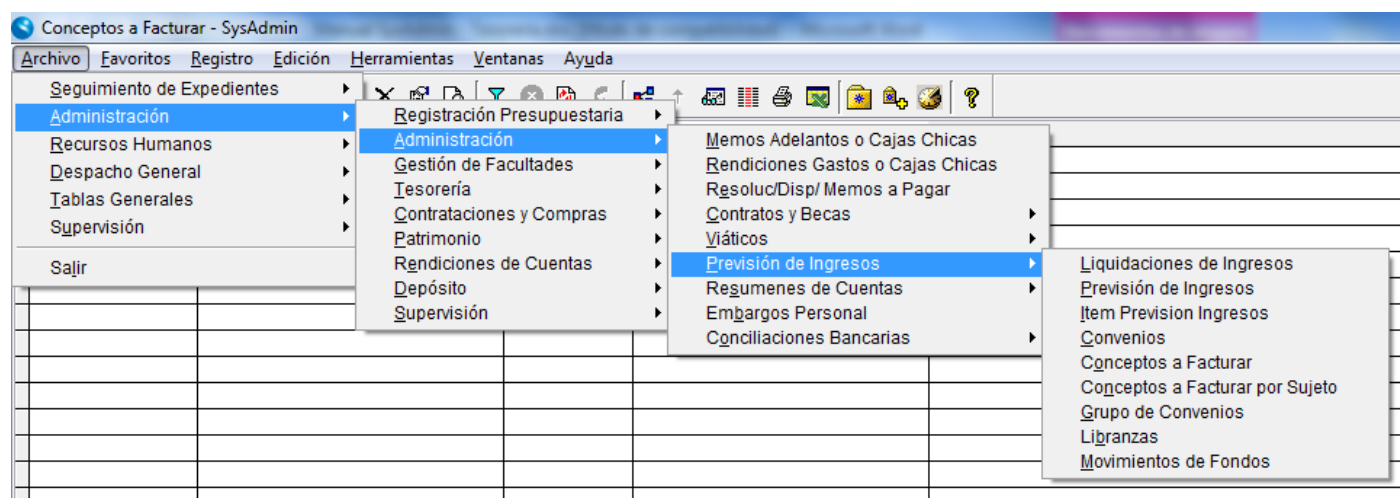 Conceptos a Facturar - SysAdmin
Archivo Favoritos Registro Edición Herramientas Ventanas Ayuda
Seguimiento de Expedientes
Administración
Recursos Humanos
Despacho General
Tablas Generales
Supervisión
Salir
Registración Presupuestaria
Administración
Gestión de Facultades
Tesorería
Contrataciones y Compras
Patrimonio
Rendiciones de Cuentas
Depósito
Supervisión
Memos Adelantos o Cajas Chicas
Rendiciones Gastos o Cajas Chicas
Resoluc/Disp/ Memos a Pagar
Contratos y Becas
Viáticos
Previsión de Ingresos
Resumenes de Cuentas
Embargos Personal
Conciliaciones Bancarias
Liquidaciones de Ingresos
Previsión de Ingresos
Item Prevision Ingresos
Convenios
Conceptos a Facturar
Conceptos a Facturar por Sujeto
Grupo de Convenios
Libranzas
Movimientos de Fondos